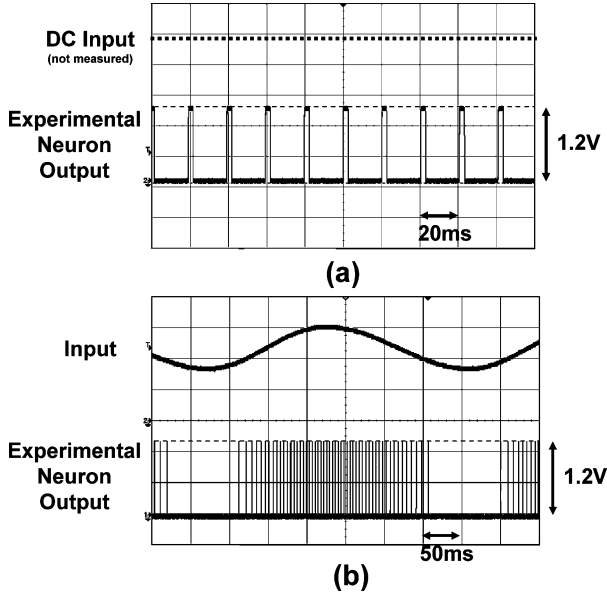 DC Input
(not measured)
Experimental
Neuron
Output
1.2V
20ms
(a)
Input
Experimental
Neuron
Output
1.2V
50ms
(b)